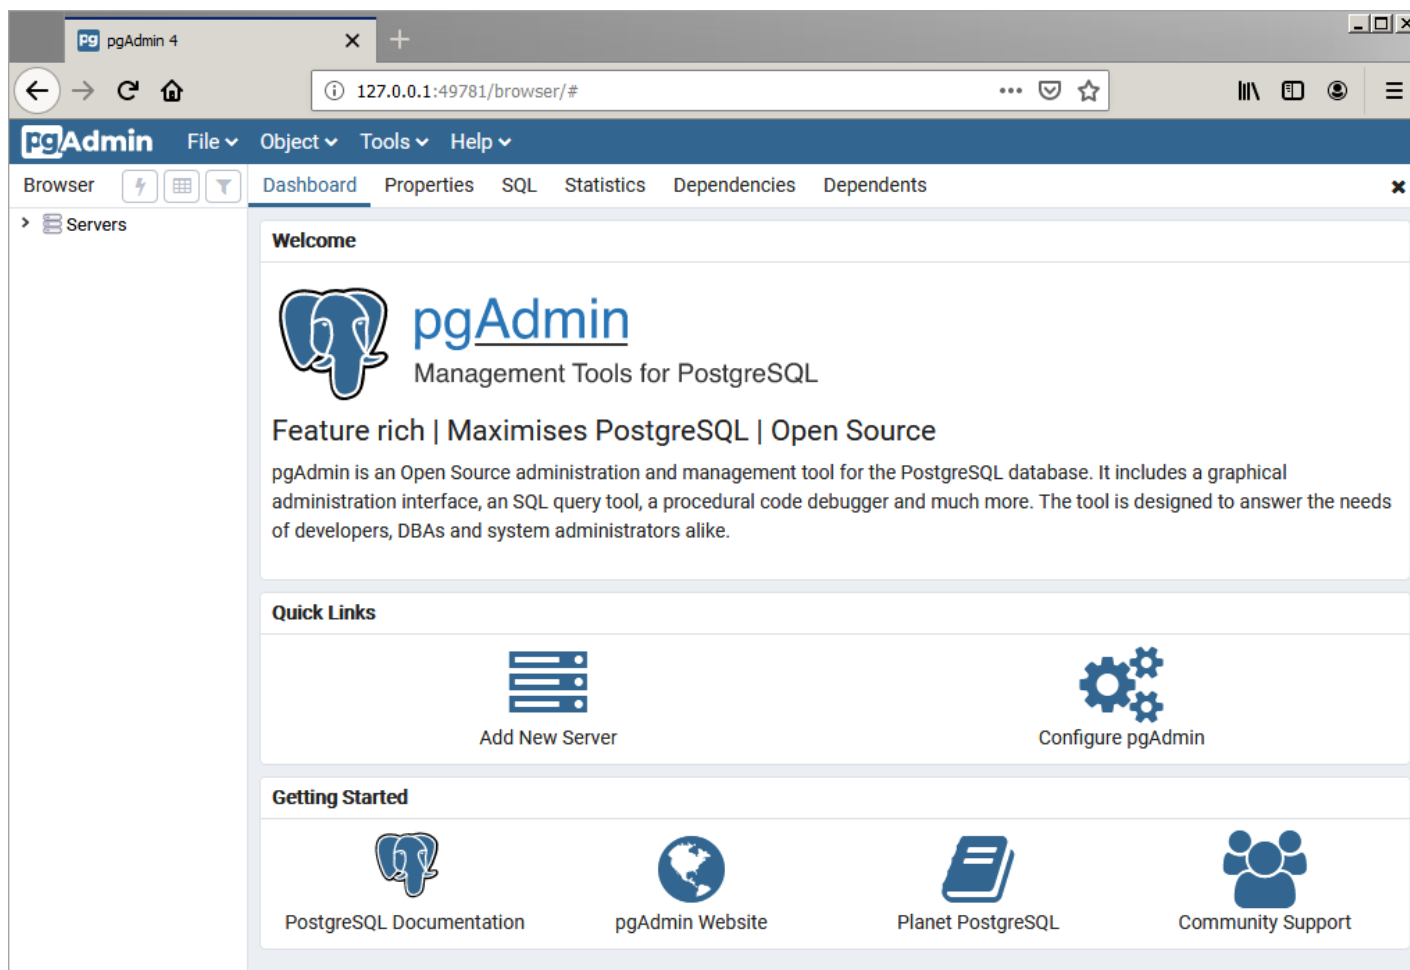 pgAdmin 4
127.0.0.1:49781/browser/#
pgAdmin File Object Tools Help
Browser Dashboard Properties SQL Statistics Dependencies Dependents
Servers
Welcome
pgAdmin
Management Tools for PostgreSQL
Feature rich | Maximises PostgreSQL | Open Source
pgAdmin is an Open Source administration and management tool for the PostgreSQL database. It includes a graphical
administration interface, an SQL query tool, a procedural code debugger and much more. The tool is designed to answer the needs
of developers, DBAs and system administrators alike.
Quick Links
Add New Server Configure pgAdmin
Getting Started
PostgreSQL Documentation pgAdmin Website Planet PostgreSQL Community Support